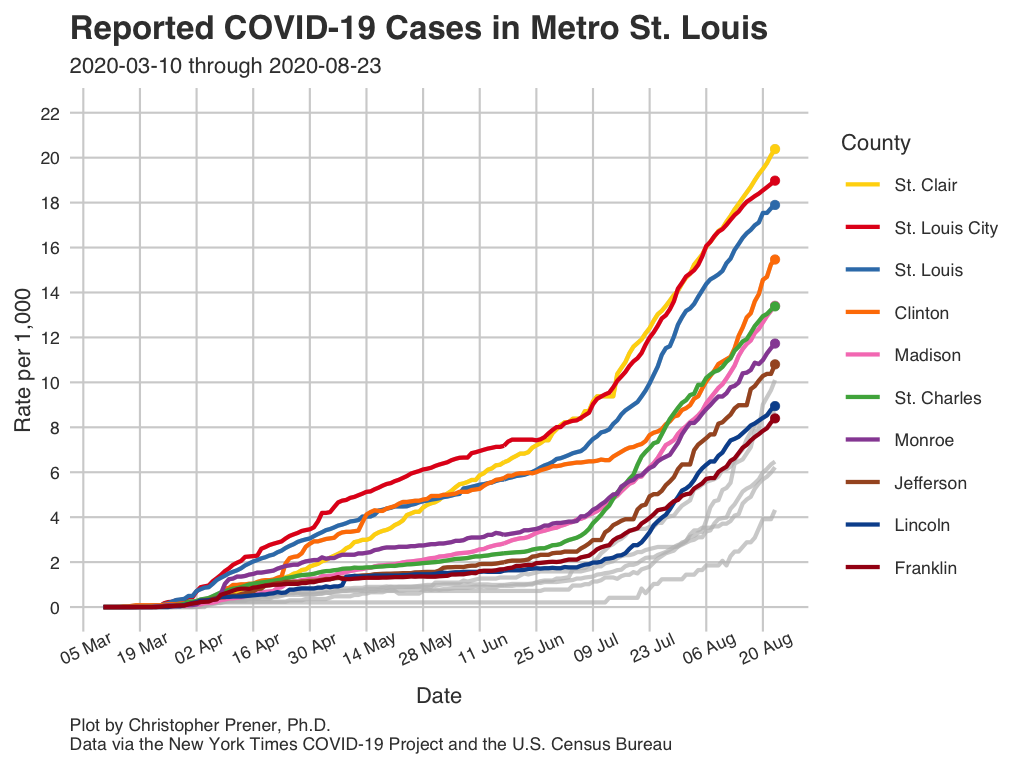 Reported COVID-19 Cases in Metro St. Louis
2020-03-10 through 2020-08-23
Rate per 1,000
22
20
18
16
14
12
10
8
6
4
2
0
05 Mar
19 Mar
02 Apr
16 Apr
30 Apr
14 May
28 May
11 Jun
25 Jun
09 Jul
23 Jul
06 Aug
20 Aug
Date
County
St. Clair
St. Louis City
St. Louis
Clinton
Madison
St. Charles
Monroe
Jefferson
Lincoln
Franklin
Plot by Christopher Prener, Ph.D.
Data via the New York Times COVID-19 Project and the U.S. Census Bureau